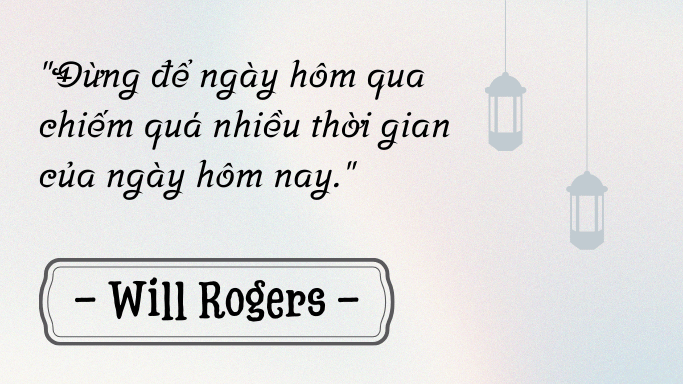 "Đừng để ngày hôm qua
chiếm quá nhiều thời gian
của ngày hôm nay."
– Will Rogers –